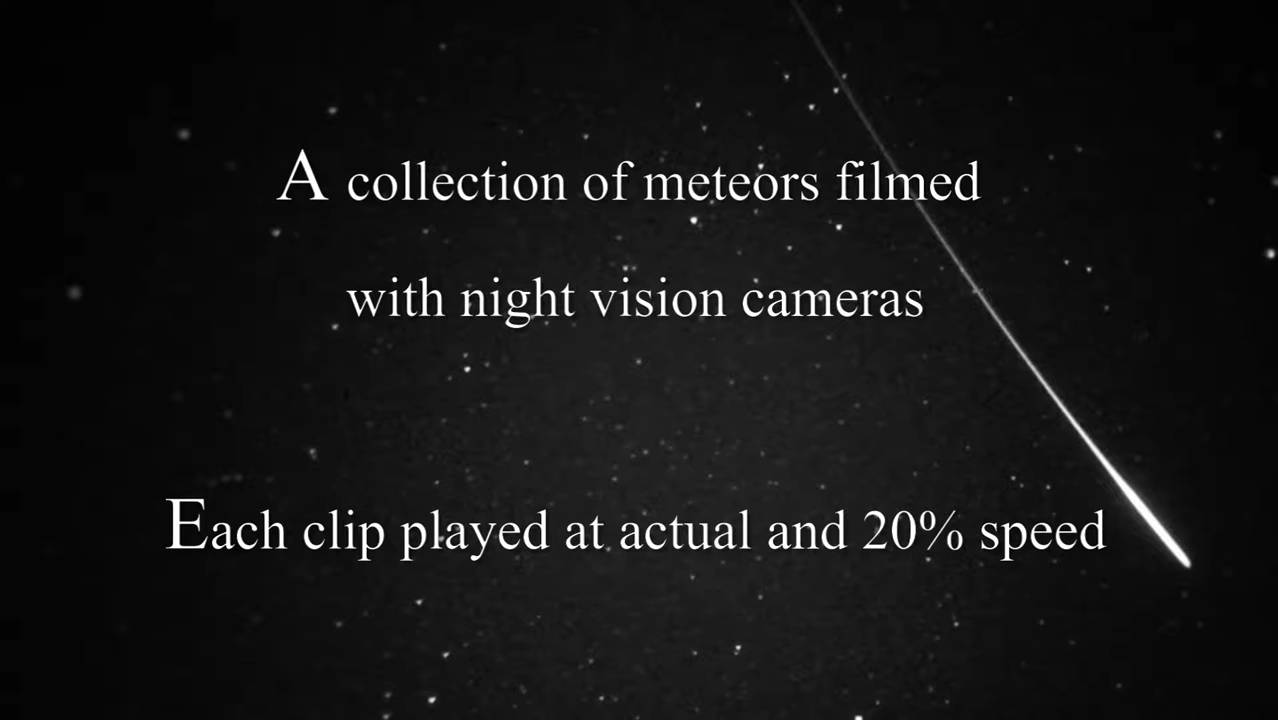 A collection of meteors filmed
with night vision cameras
Each clip played at actual and 20% speed